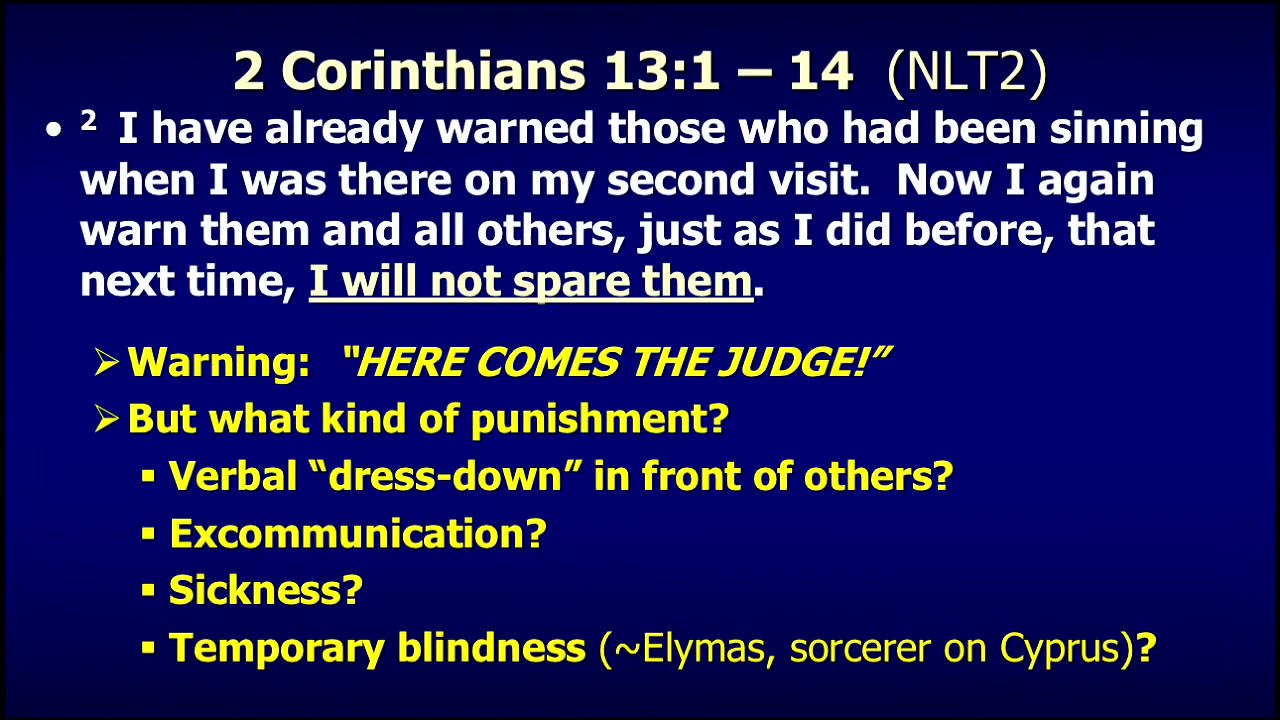 2 Corinthians 13:1 – 14 (NLT2)
• ² I have already warned those who had been sinning
when I was there on my second visit. Now I again
warn them and all others, just as I did before, that
next time, I will not spare them.
➢ Warning: “HERE COMES THE JUDGE!”
➢ But what kind of punishment?
▪ Verbal “dress-down” in front of others?
▪ Excommunication?
▪ Sickness?
▪ Temporary blindness (~Elymas, sorcerer on Cyprus)?